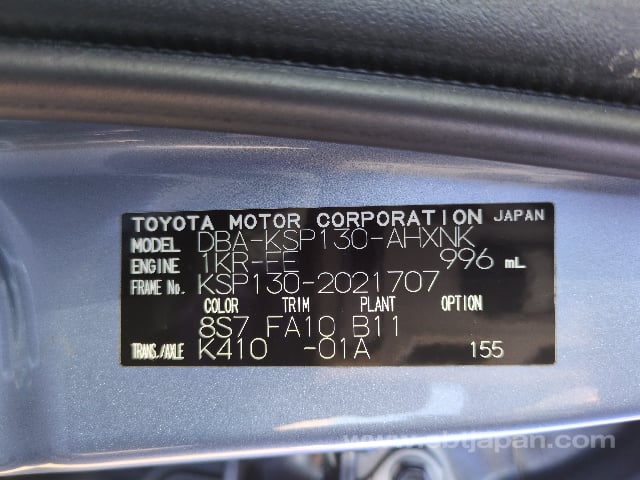 TOYOTA MOTOR CORPORATION JAPAN
MODEL DBA-KSP130-AHXNK
ENGINE 1KR-FE 996 mL
FRAME No. KSP130-2021707
COLOR TRIM PLANT OPTION
8S7 FA10 B11
TRANS./AXLE K410 -01A 155
www.sbtjapan.com